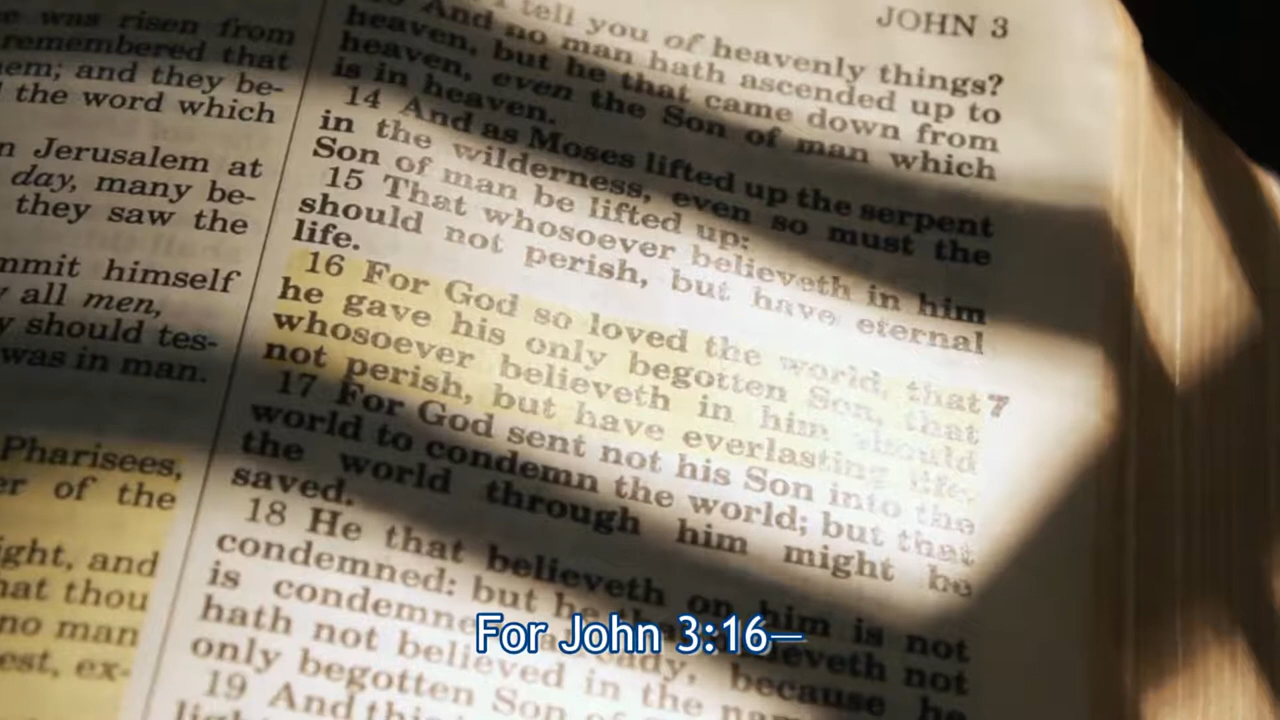 JOHN 3
e was risen from
remembered that
em; and they be-
the word which
n Jerusalem at
day, many be-
they saw the
mmit himself
y all men,
y should tes-
was in man.
Pharisees,
er of the
ight, and
hat thou
no man
est, ex-
I tell you of heavenly things?
And no man hath ascended up to
heaven, but he that came down from
heaven, even the Son of man which
is in heaven.
14 And as Moses lifted up the serpent
in the wilderness, even so must the
Son of man be lifted up:
15 That whosoever believeth in him
should not perish, but have eternal
life.
16 For God so loved the world, that 7
he gave his only begotten Son, that
whosoever believeth in him should
not perish, but have everlasting life.
17 For God sent not his Son into the
world to condemn the world; but that
the world through him might be
saved.
18 He that believeth on him is not
condemned: but he that believeth not
is condemned already, because he
hath not believed in the
only begotten Son of
19 And this
For John 3:16—